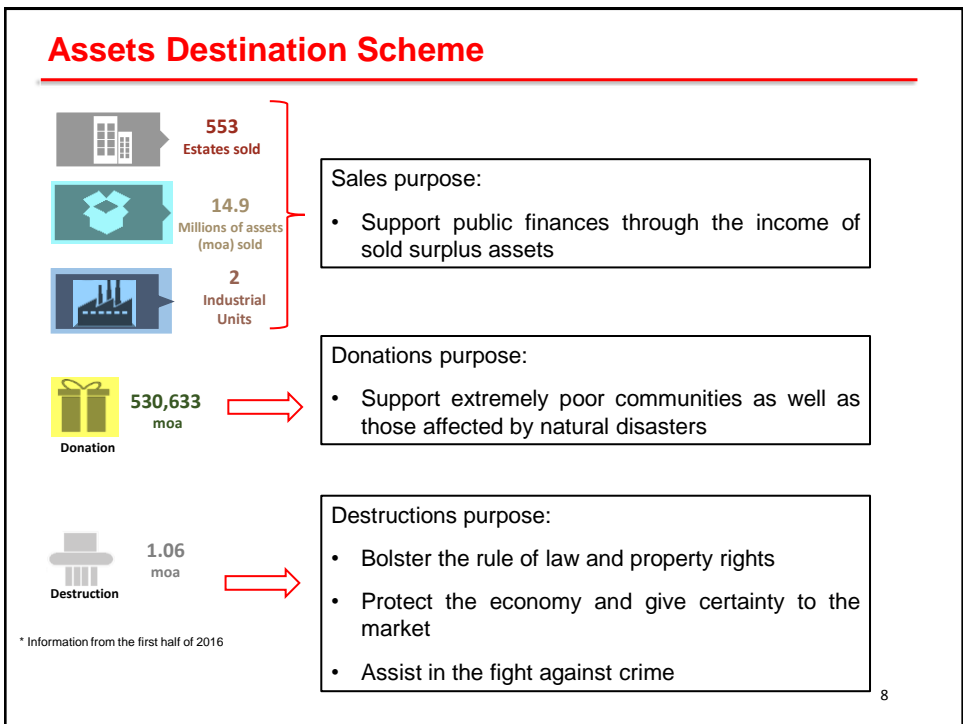 Assets Destination Scheme
553
Estates sold
14.9
Millions of assets
(moa) sold
2
Industrial
Units
Sales purpose:
• Support public finances through the income of
sold surplus assets
530,633
moa
Donation
Donations purpose:
• Support extremely poor communities as well as
those affected by natural disasters
1.06
moa
Destruction
Destructions purpose:
• Bolster the rule of law and property rights
• Protect the economy and give certainty to the
market
• Assist in the fight against crime
* Information from the first half of 2016
8